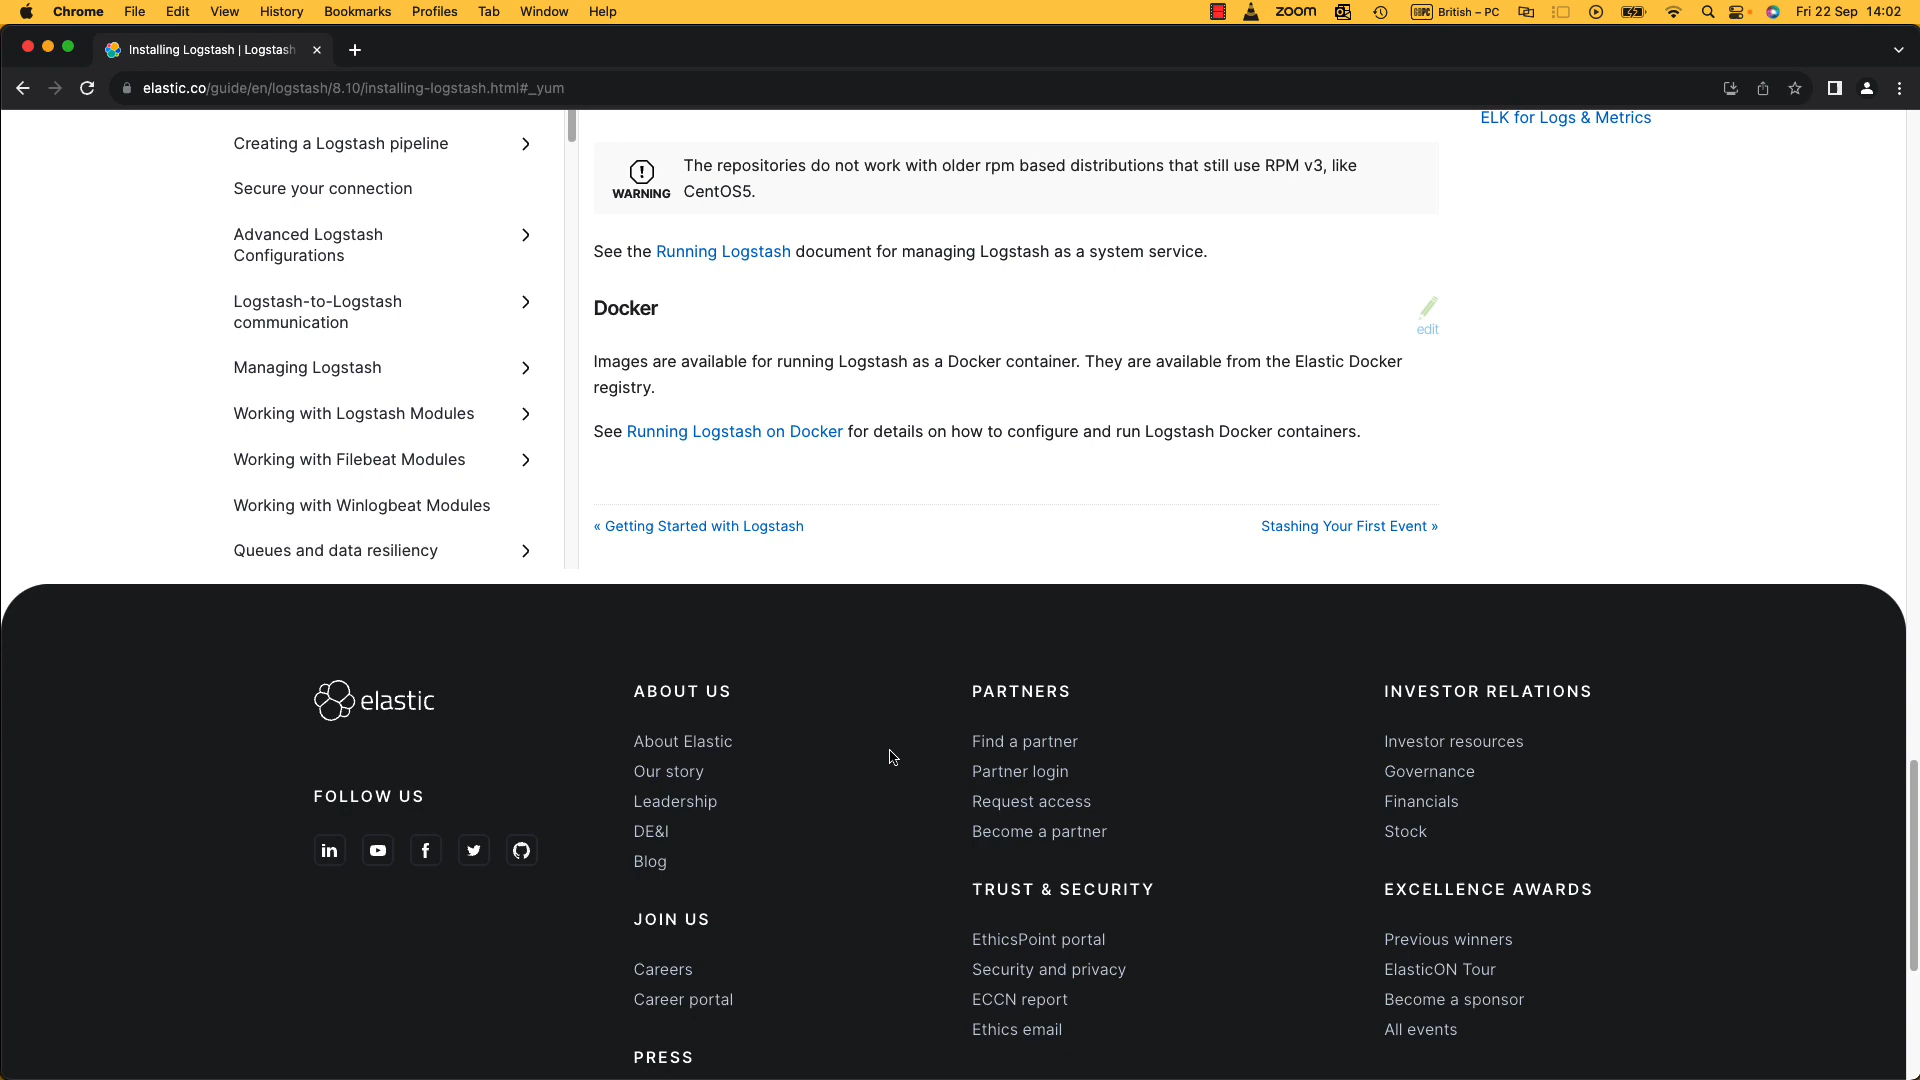 Chrome File Edit View History Bookmarks Profiles Tab Window Help
zoom
British – PC
Fri 22 Sep 14:02
Installing Logstash | Logstash
elastic.co/guide/en/logstash/8.10/installing-logstash.html#_yum
Creating a Logstash pipeline
Secure your connection
Advanced Logstash
Configurations
Logstash-to-Logstash
communication
Managing Logstash
Working with Logstash Modules
Working with Filebeat Modules
Working with Winlogbeat Modules
Queues and data resiliency
WARNING
The repositories do not work with older rpm based distributions that still use RPM v3, like
CentOS5.
See the Running Logstash document for managing Logstash as a system service.
Docker
edit
Images are available for running Logstash as a Docker container. They are available from the Elastic Docker
registry.
See Running Logstash on Docker for details on how to configure and run Logstash Docker containers.
« Getting Started with Logstash
Stashing Your First Event »
ELK for Logs & Metrics
elastic
FOLLOW US
in
f
ABOUT US
About Elastic
Our story
Leadership
DE&I
Blog
JOIN US
Careers
Career portal
PRESS
PARTNERS
Find a partner
Partner login
Request access
Become a partner
TRUST & SECURITY
EthicsPoint portal
Security and privacy
ECCN report
Ethics email
INVESTOR RELATIONS
Investor resources
Governance
Financials
Stock
EXCELLENCE AWARDS
Previous winners
ElasticON Tour
Become a sponsor
All events